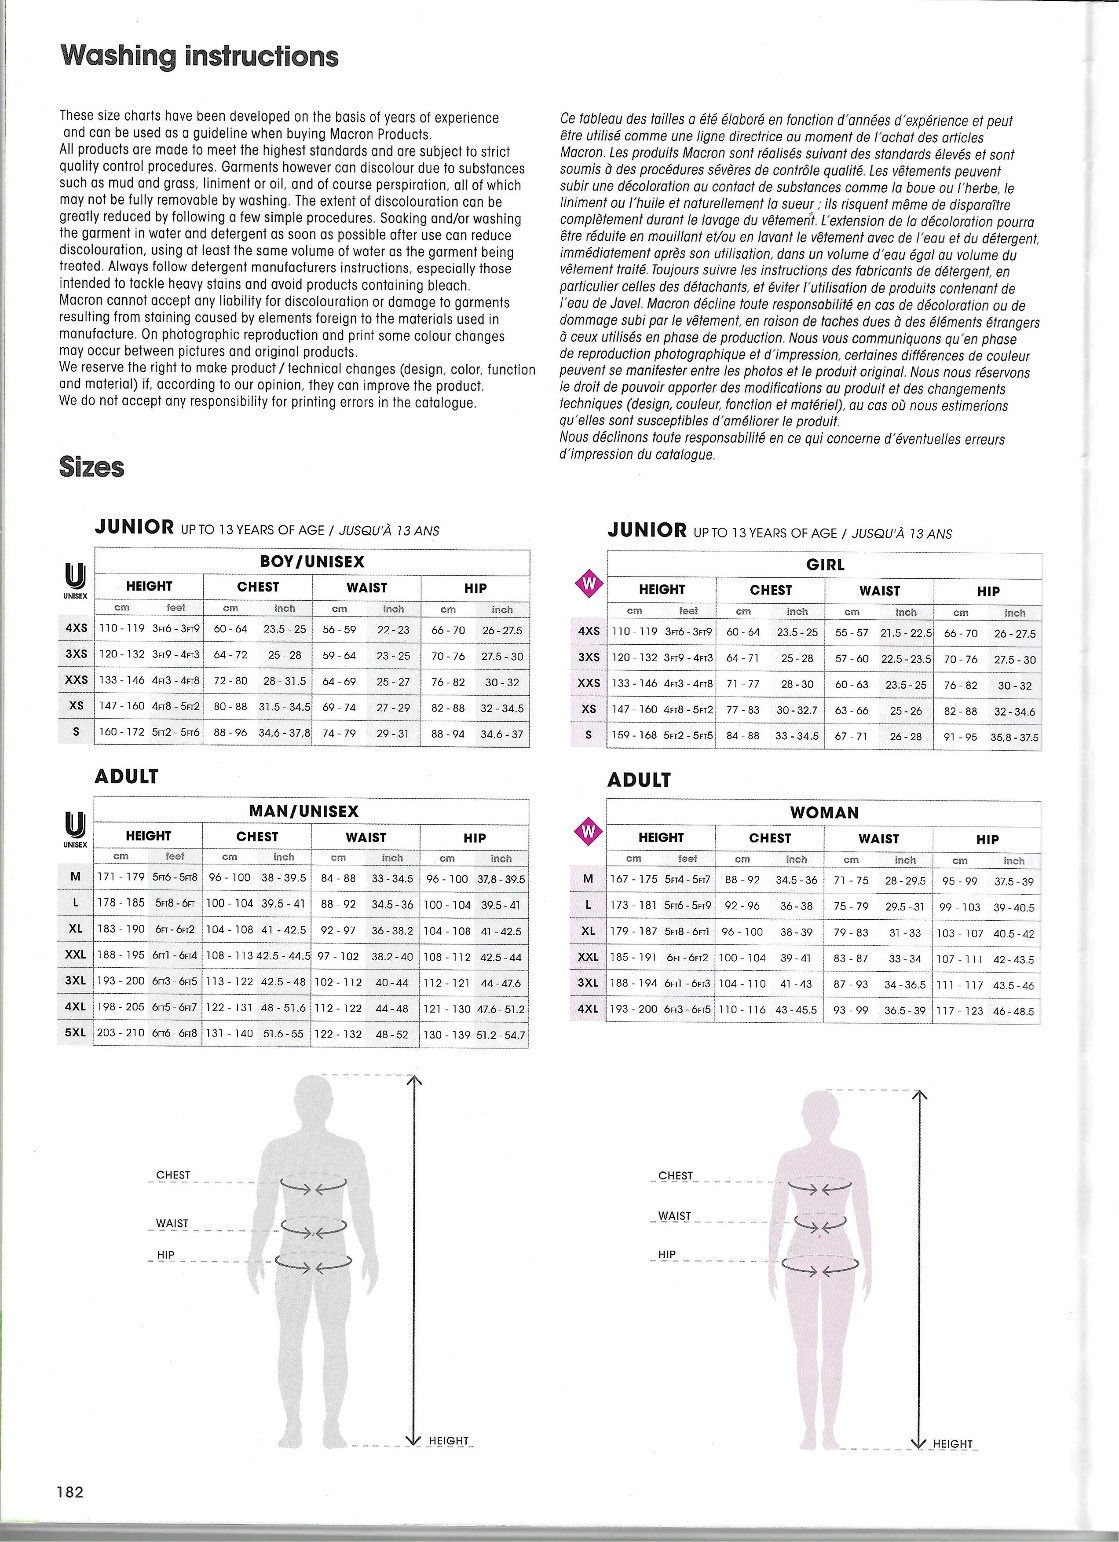 Washing instructions
These size charts have been developed on the basis of years of experience
and can be used as a guideline when buying Macron Products.
All products are made to meet the highest standards and are subject to strict
quality control procedures. Garments however can discolour due to substances
such as mud and grass, liniment or oil, and of course perspiration, all of which
may not be fully removable by washing. The extent of discolouration can be
greatly reduced by following a few simple procedures. Soaking and/or washing
the garment in water and detergent as soon as possible after use can reduce
discolouration, using at least the same volume of water as the garment being
treated. Always follow detergent manufacturers instructions, especially those
intended to tackle heavy stains and avoid products containing bleach.
Macron cannot accept any liability for discolouration or damage to garments
resulting from staining caused by elements foreign to the materials used in
manufacture. On photographic reproduction and print some colour changes
may occur between pictures and original products.
We reserve the right to make product / technical changes (design, color, function
and material) if, according to our opinion, they can improve the product.
We do not accept any responsibility for printing errors in the catalogue.
Ce tableau des tailles a été élaboré en fonction d'années d'expérience et peut
être utilisé comme une ligne directrice au moment de l'achat des articles
Macron. Les produits Macron sont réalisés suivant des standards élevés et sont
soumis à des procédures sévères de contrôle qualité. Les vêtements peuvent
subir une décoloration au contact de substances comme la boue ou l'herbe, le
liniment ou l'huile et naturellement la sueur ; ils risquent même de disparaître
complètement durant le lavage du vêtement. L'extension de la décoloration pourra
être réduite en mouillant et/ou en lavant le vêtement avec de l'eau et du détergent,
immédiatement après son utilisation, dans un volume d'eau égal au volume du
vêtement traité. Toujours suivre les instructions des fabricants de détergent, en
particulier celles des détachants, et éviter l'utilisation de produits contenant de
l'eau de Javel. Macron décline toute responsabilité en cas de décoloration ou de
dommage subi par le vêtement, en raison de taches dues à des éléments étrangers
à ceux utilisés en phase de production. Nous vous communiquons qu'en phase
de reproduction photographique et d'impression, certaines différences de couleur
peuvent se manifester entre les photos et le produit original. Nous nous réservons
le droit de pouvoir apporter des modifications au produit et des changements
techniques (design, couleur, fonction et matériel), au cas où nous estimerions
qu'elles sont susceptibles d'améliorer le produit.
Nous déclinons toute responsabilité en ce qui concerne d'éventuelles erreurs
d'impression du catalogue.
Sizes
JUNIOR UP TO 13 YEARS OF AGE / JUSQU'À 13 ANS
U
UNISEX
BOY/UNISEX
HEIGHT CHEST WAIST HIP
cm feet cm inch cm inch cm inch
4XS 110 - 119 3FT6 - 3FT9 60 - 64 23.5 - 25 56 - 59 22 - 23 66 - 70 26 - 27.5
3XS 120 - 132 3FT9 - 4FT3 64 - 72 25 - 28 59 - 64 23 - 25 70 - 76 27.5 - 30
XXS 133 - 146 4FT3 - 4FT8 72 - 80 28 - 31.5 64 - 69 25 - 27 76 - 82 30 - 32
XS 147 - 160 4FT8 - 5FT2 80 - 88 31.5 - 34.5 69 - 74 27 - 29 82 - 88 32 - 34.5
S 160 - 172 5FT2 - 5FT6 88 - 96 34.6 - 37.8 74 - 79 29 - 31 88 - 94 34.6 - 37
JUNIOR UP TO 13 YEARS OF AGE / JUSQU'À 13 ANS
W
GIRL
HEIGHT CHEST WAIST HIP
cm feet cm inch cm inch cm inch
4XS 110 - 119 3FT6 - 3FT9 60 - 64 23.5 - 25 55 - 57 21.5 - 22.5 66 - 70 26 - 27.5
3XS 120 - 132 3FT9 - 4FT3 64 - 71 25 - 28 57 - 60 22.5 - 23.5 70 - 76 27.5 - 30
XXS 133 - 146 4FT3 - 4FT8 71 - 77 28 - 30 60 - 63 23.5 - 25 76 - 82 30 - 32
XS 147 - 160 4FT8 - 5FT2 77 - 83 30 - 32.7 63 - 66 25 - 26 82 - 88 32 - 34.6
S 159 - 168 5FT2 - 5FT5 84 - 88 33 - 34.5 67 - 71 26 - 28 91 - 95 35,8 - 37.5
ADULT
U
UNISEX
MAN/UNISEX
HEIGHT CHEST WAIST HIP
cm feet cm inch cm inch cm inch
M 171 - 179 5FT6 - 5FT8 96 - 100 38 - 39.5 84 - 88 33 - 34.5 96 - 100 37,8 - 39.5
L 178 - 185 5FT8 - 6FT 100 - 104 39.5 - 41 88 - 92 34.5 - 36 100 - 104 39.5 - 41
XL 183 - 190 6FT - 6FT2 104 - 108 41 - 42.5 92 - 97 36 - 38.2 104 - 108 41 - 42.5
XXL 188 - 195 6FT1 - 6FT4 108 - 113 42.5 - 44.5 97 - 102 38.2 - 40 108 - 112 42.5 - 44
3XL 193 - 200 6FT3 - 6FT5 113 - 122 42.5 - 48 102 - 112 40 - 44 112 - 121 44 - 47.6
4XL 198 - 205 6FT5 - 6FT7 122 - 131 48 - 51.6 112 - 122 44 - 48 121 - 130 47.6 - 51.2
5XL 203 - 210 6FT6 - 6FT8 131 - 140 51.6 - 55 122 - 132 48 - 52 130 - 139 51.2 - 54.7
ADULT
W
WOMAN
HEIGHT CHEST WAIST HIP
cm feet cm inch cm inch cm inch
M 167 - 175 5FT4 - 5FT7 88 - 92 34.5 - 36 71 - 75 28 - 29.5 95 - 99 37.5 - 39
L 173 - 181 5FT6 - 5FT9 92 - 96 36 - 38 75 - 79 29.5 - 31 99 - 103 39 - 40.5
XL 179 - 187 5FT8 - 6FT1 96 - 100 38 - 39 79 - 83 31 - 33 103 - 107 40.5 - 42
XXL 185 - 191 6FT - 6FT2 100 - 104 39 - 41 83 - 87 33 - 34 107 - 111 42 - 43.5
3XL 188 - 194 6FT1 - 6FT3 104 - 110 41 - 43 87 - 93 34 - 36.5 111 - 117 43.5 - 46
4XL 193 - 200 6FT3 - 6FT5 110 - 116 43 - 45.5 93 - 99 36.5 - 39 117 - 123 46 - 48.5
CHEST
WAIST
HIP
HEIGHT
CHEST
WAIST
HIP
HEIGHT
182